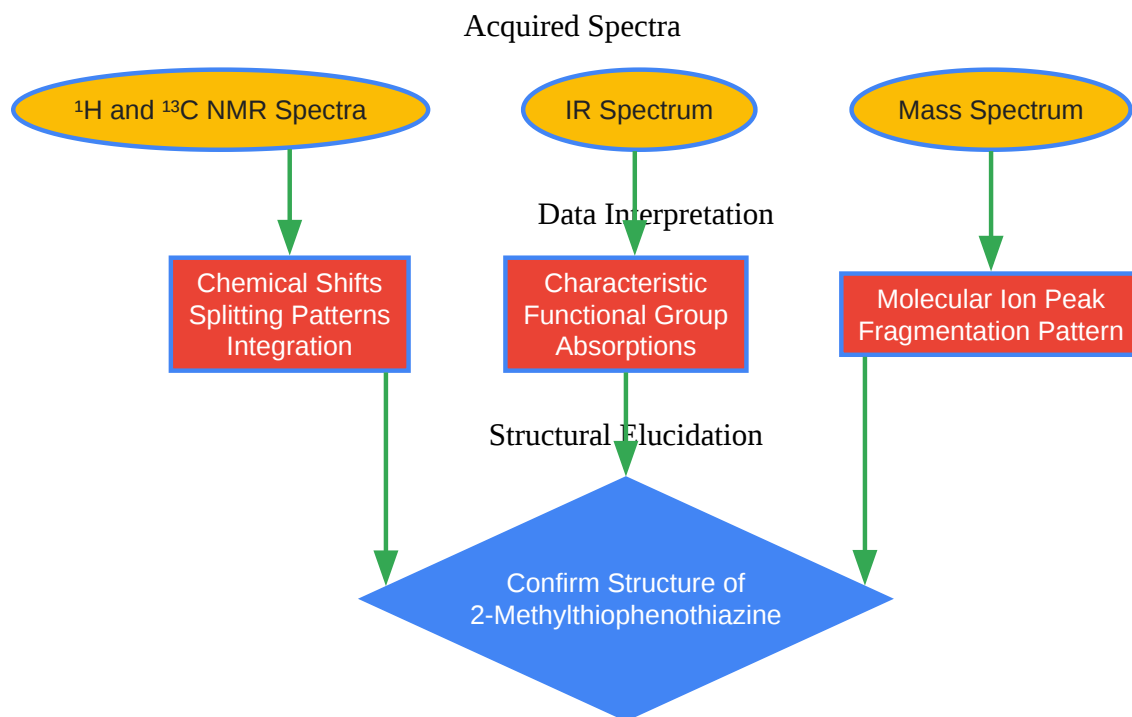 Acquired Spectra
¹H and ¹³C NMR Spectra
IR Spectrum
Mass Spectrum
Data Interpretation
Chemical Shifts
Splitting Patterns
Integration
Characteristic
Functional Group
Absorptions
Molecular Ion Peak
Fragmentation Pattern
Structural Elucidation
Confirm Structure of
2-Methylthiophenothiazine